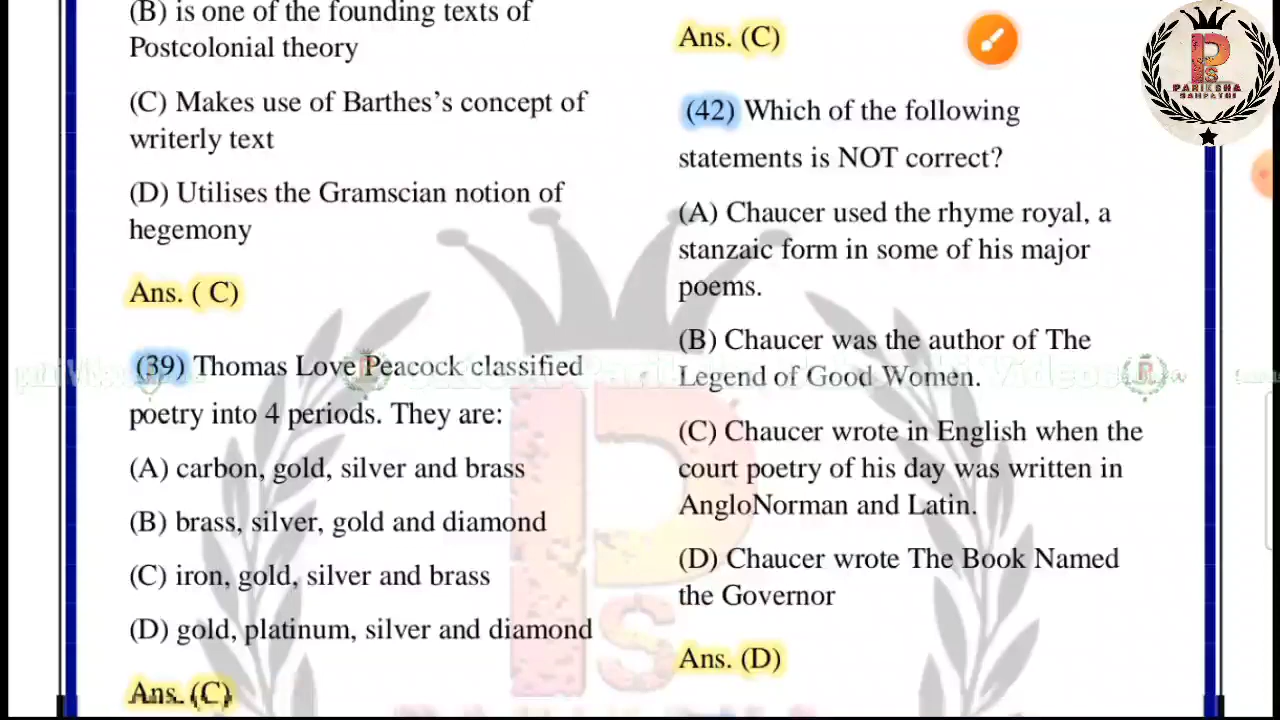 (B) is one of the founding texts of
Postcolonial theory
(C) Makes use of Barthes's concept of
writerly text
(D) Utilises the Gramscian notion of
hegemony
Ans. ( C)
(39) Thomas Love Peacock classified
poetry into 4 periods. They are:
(A) carbon, gold, silver and brass
(B) brass, silver, gold and diamond
(C) iron, gold, silver and brass
(D) gold, platinum, silver and diamond
Ans. (C)
Ans. (C)
(42) Which of the following
statements is NOT correct?
(A) Chaucer used the rhyme royal, a
stanzaic form in some of his major
poems.
(B) Chaucer was the author of The
Legend of Good Women.
(C) Chaucer wrote in English when the
court poetry of his day was written in
AngloNorman and Latin.
(D) Chaucer wrote The Book Named
the Governor
Ans. (D)
PS
PARIKSHA
SAMPATHI